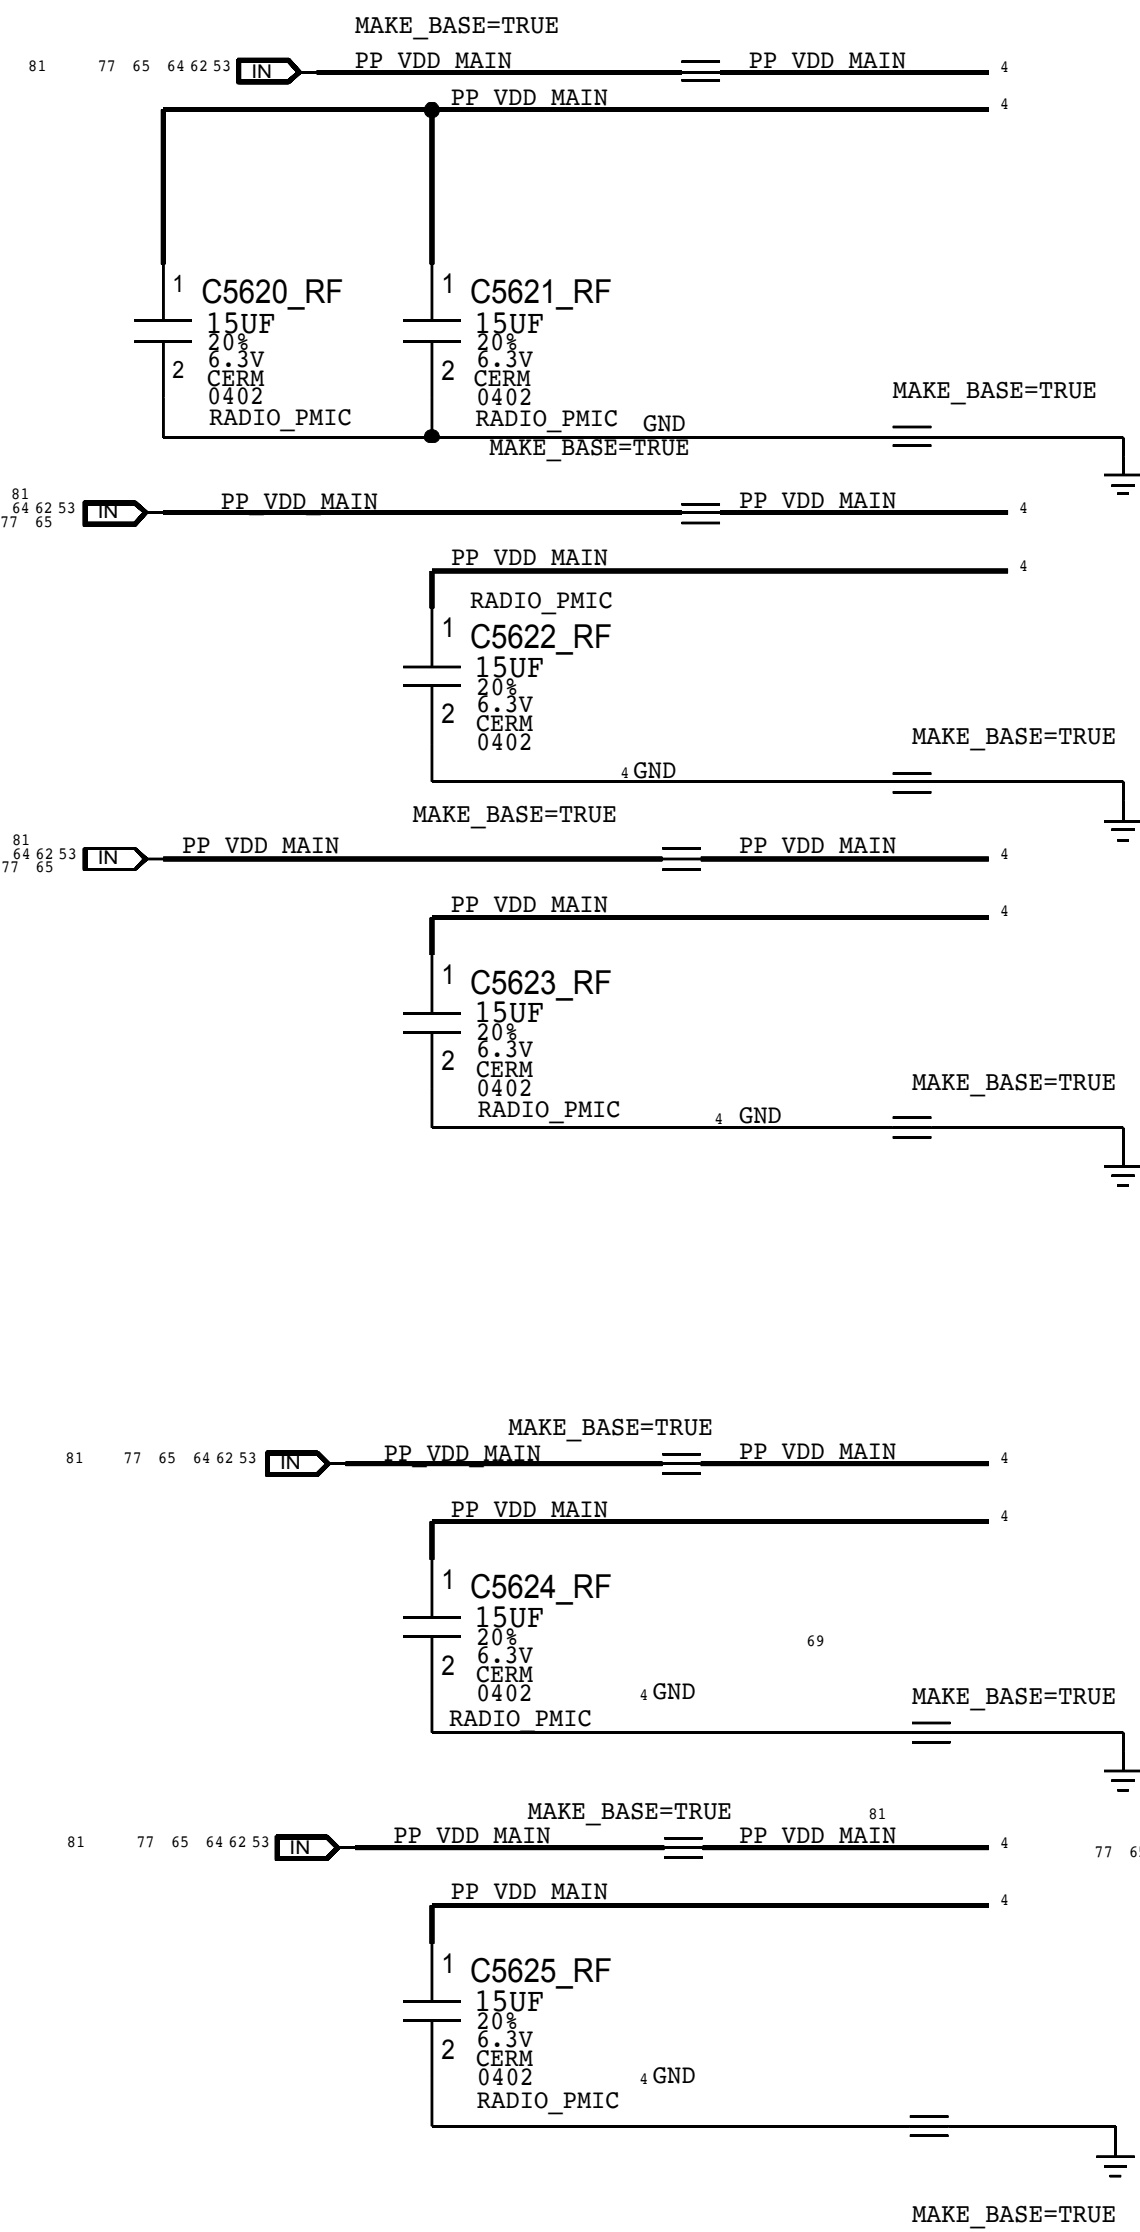 MAKE_BASE=TRUE
81 77 65 64 62 53 IN PP_VDD_MAIN PP_VDD_MAIN 4
PP_VDD_MAIN 4
1 C5620_RF 1 C5621_RF
15UF 15UF
20% 20%
2 6.3V 2 6.3V
CERM CERM
0402 0402
MAKE_BASE=TRUE
RADIO_PMIC RADIO_PMIC GND
MAKE_BASE=TRUE
81
64 62 53 IN PP_VDD_MAIN PP_VDD_MAIN 4
77 65
PP_VDD_MAIN 4
RADIO_PMIC
1 C5622_RF
15UF
20%
2 6.3V
CERM
0402
MAKE_BASE=TRUE
4 GND
MAKE_BASE=TRUE
81
64 62 53 IN PP_VDD_MAIN PP_VDD_MAIN 4
77 65
PP_VDD_MAIN 4
1 C5623_RF
15UF
20%
2 6.3V
CERM
0402
MAKE_BASE=TRUE
RADIO_PMIC 4 GND
MAKE_BASE=TRUE
81 77 65 64 62 53 IN PP_VDD_MAIN PP_VDD_MAIN 4
PP_VDD_MAIN 4
1 C5624_RF
15UF
20% 69
2 6.3V
CERM
0402 4 GND MAKE_BASE=TRUE
RADIO_PMIC
MAKE_BASE=TRUE 81
81 77 65 64 62 53 IN PP_VDD_MAIN PP_VDD_MAIN 4
77
PP_VDD_MAIN 4
1 C5625_RF
15UF
20%
2 6.3V
CERM
0402 4 GND
RADIO_PMIC
MAKE_BASE=TRUE